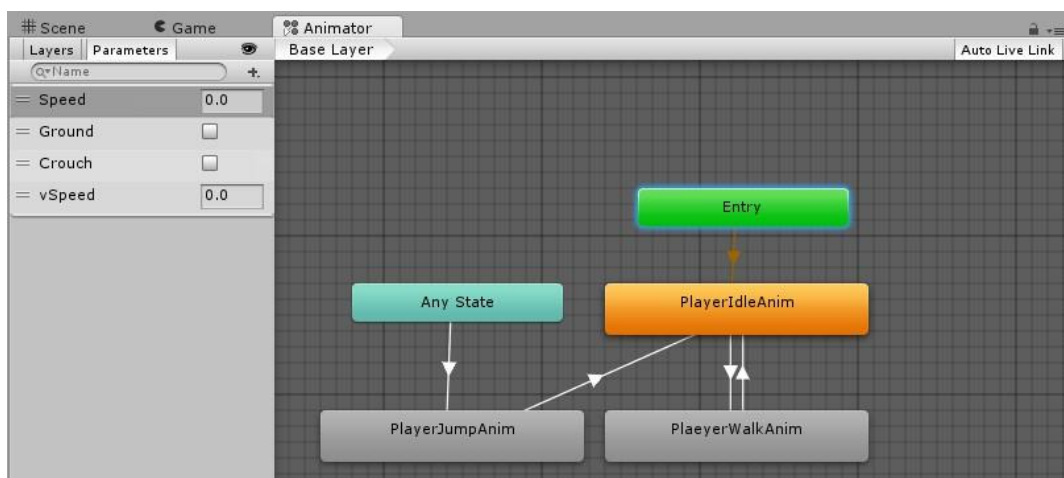 Scene Game Animator
Layers Parameters Base Layer Auto Live Link
Name
Speed 0.0
Ground
Crouch
vSpeed 0.0
Entry
Any State PlayerIdleAnim
PlayerJumpAnim PlaeyerWalkAnim